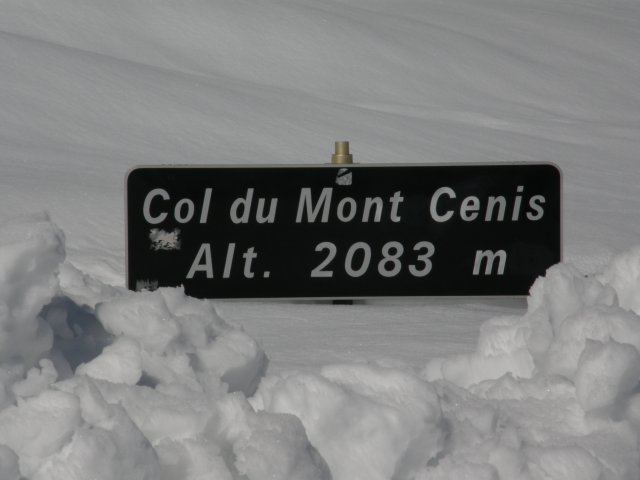 Col du Mont Cenis
Alt. 2083 m